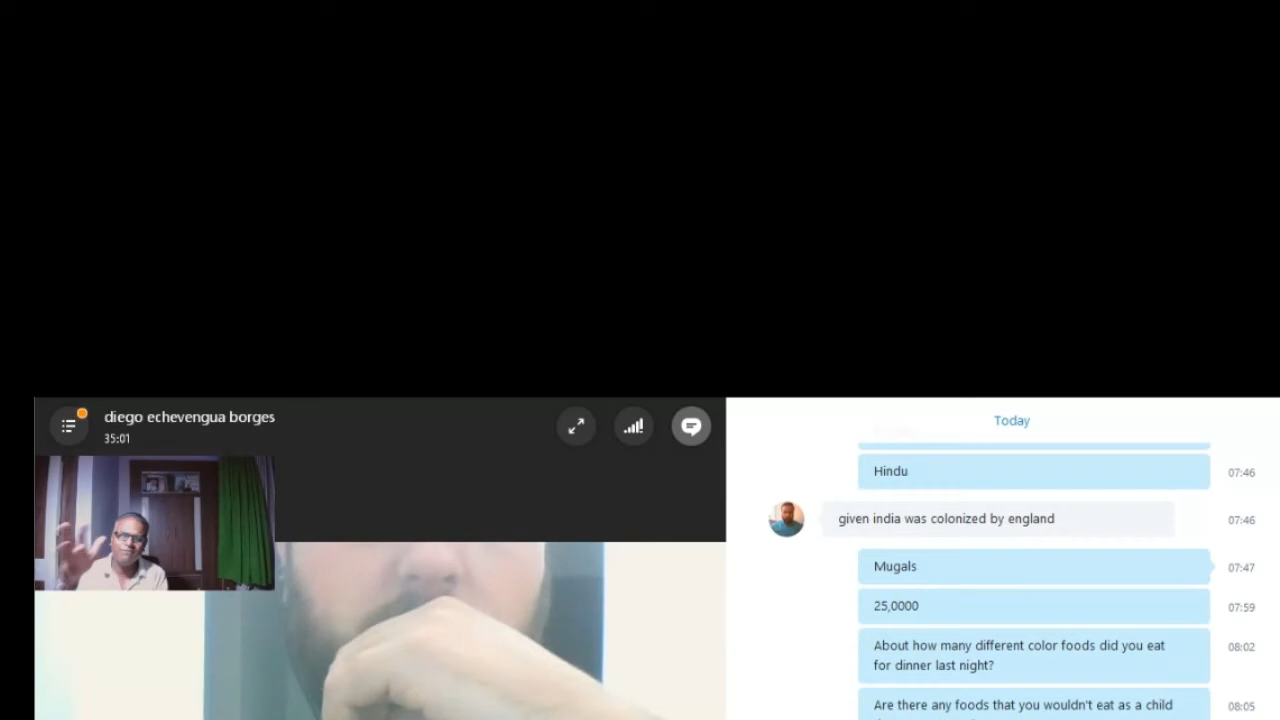 diego echevengua borges
35:01
Today
Hindu
07:46
given india was colonized by england
07:46
Mugals
07:47
25,0000
07:59
About how many different color foods did you eat
for dinner last night?
08:02
Are there any foods that you wouldn't eat as a child
08:05